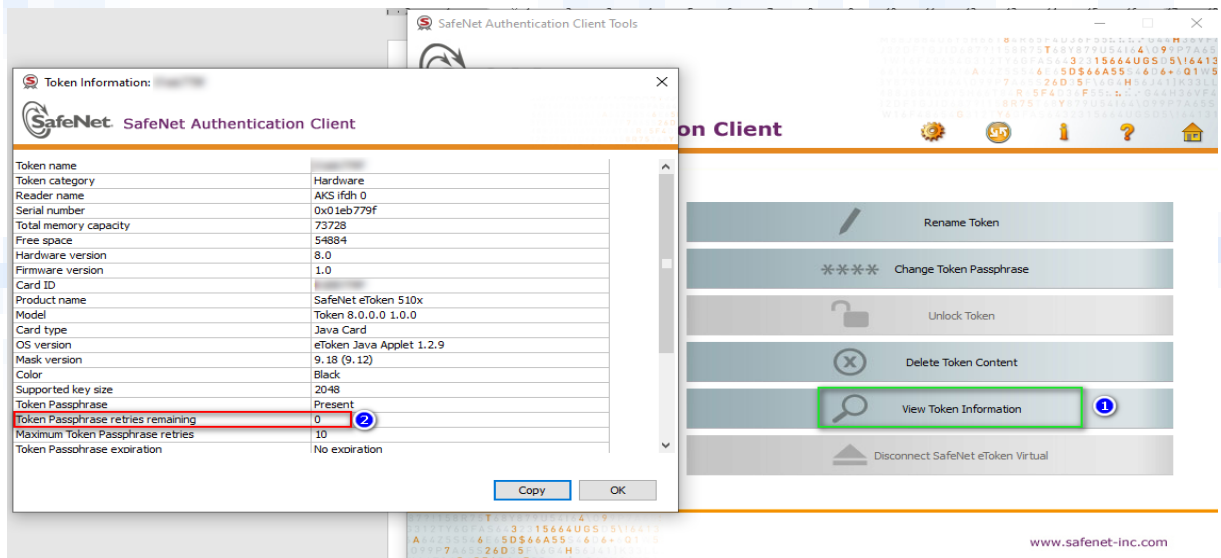 SafeNet Authentication Client Tools
Token Information:
SafeNet. SafeNet Authentication Client
on Client
Token name
Token category Hardware
Reader name AKS ifdh 0
Serial number 0x01eb779f
Total memory capacity 73728
Free space 54884
Hardware version 8.0
Firmware version 1.0
Card ID
Product name SafeNet eToken 510x
Model Token 8.0.0.0 1.0.0
Card type Java Card
OS version eToken Java Applet 1.2.9
Mask version 9.18 (9.12)
Color Black
Supported key size 2048
Token Passphrase Present
Token Passphrase retries remaining 0 2
Maximum Token Passphrase retries 10
Token Passphrase expiration No expiration
Copy OK
Rename Token
Change Token Passphrase
Unlock Token
Delete Token Content
View Token Information 1
Disconnect SafeNet eToken Virtual
www.safenet-inc.com